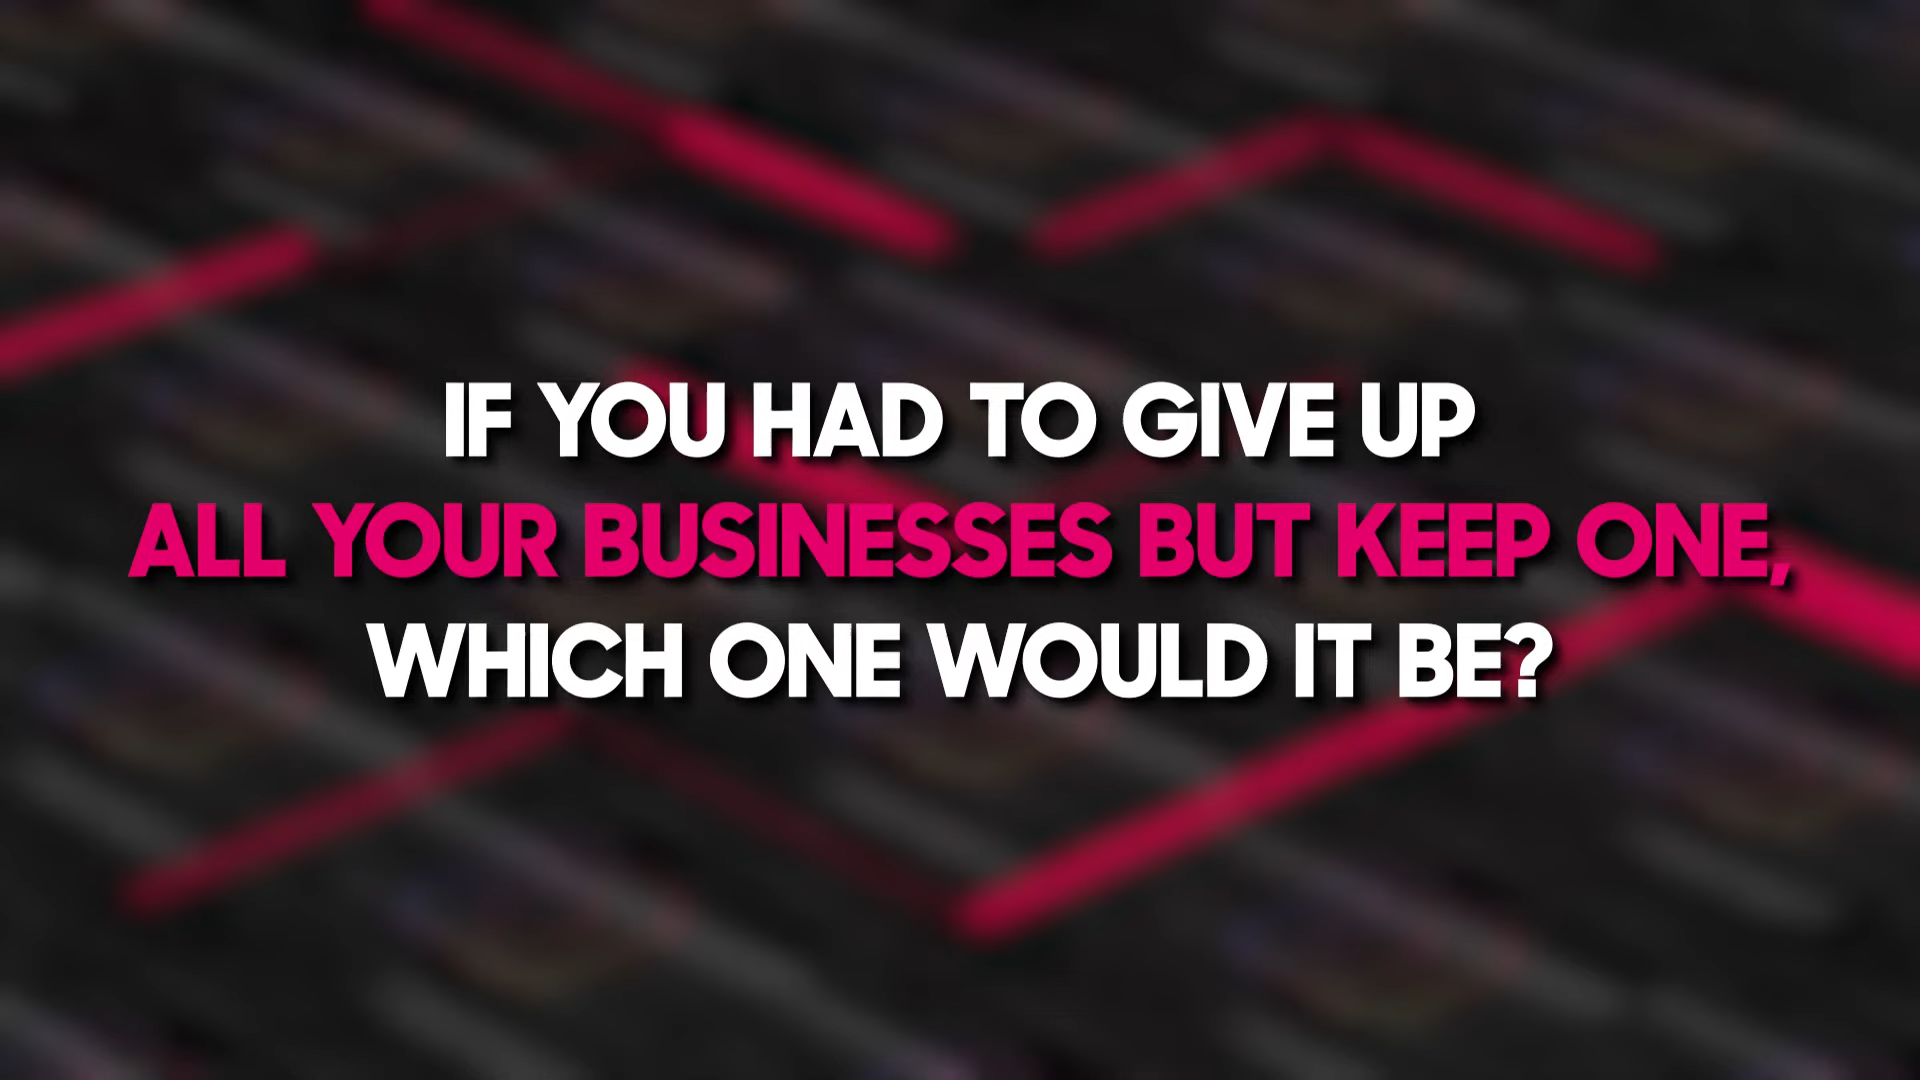 IF YOU HAD TO GIVE UP
ALL YOUR BUSINESSES BUT KEEP ONE,
WHICH ONE WOULD IT BE?